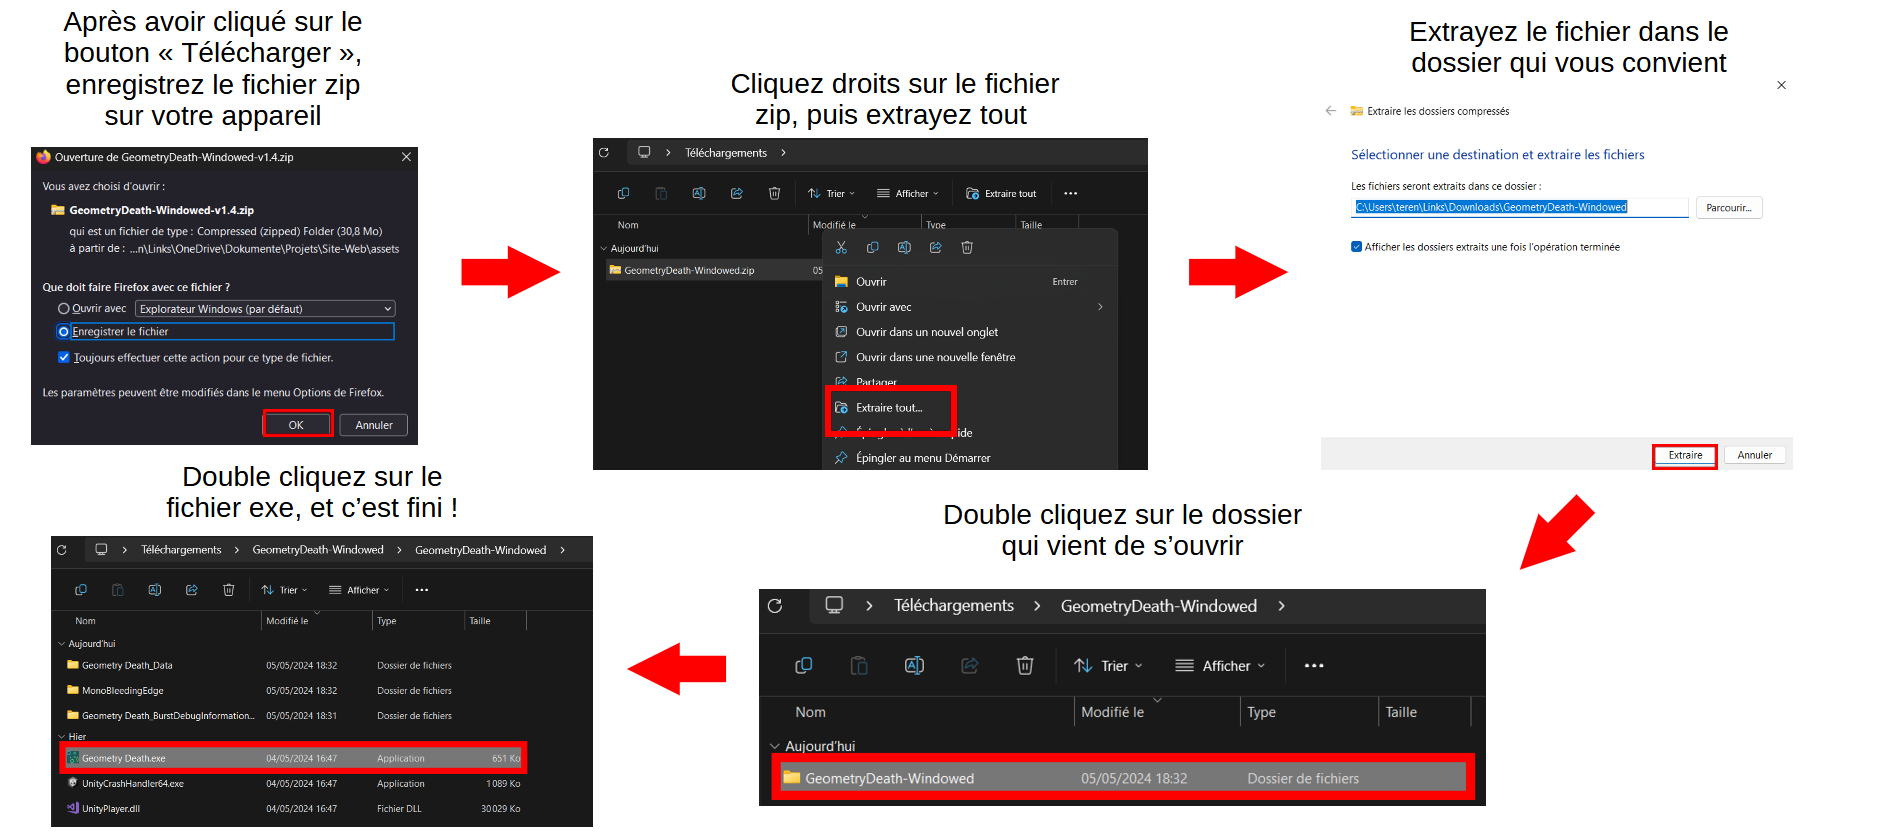 Après avoir cliqué sur le
bouton « Télécharger »,
enregistrez le fichier zip
sur votre appareil
Ouverture de GeometryDeath-Windowed-v1.4.zip
Vous avez choisi d'ouvrir :
GeometryDeath-Windowed-v1.4.zip
qui est un fichier de type : Compressed (zipped) Folder (30,8 Mo)
à partir de : ...n\Links\OneDrive\Dokumente\Projets\Site-Web\assets
Que doit faire Firefox avec ce fichier ?
Ouvrir avec Explorateur Windows (par défaut)
Enregistrer le fichier
Toujours effectuer cette action pour ce type de fichier.
Les paramètres peuvent être modifiés dans le menu Options de Firefox.
OK Annuler
Cliquez droits sur le fichier
zip, puis extrayez tout
Téléchargements
Trier Afficher Extraire tout
Nom Modifié le Type Taille
Aujourd'hui
GeometryDeath-Windowed.zip 05
Ouvrir Entrer
Ouvrir avec
Ouvrir dans un nouvel onglet
Ouvrir dans une nouvelle fenêtre
Partager
Extraire tout...
Épingler au menu Démarrer
Extrayez le fichier dans le
dossier qui vous convient
Extraire les dossiers compressés
Sélectionner une destination et extraire les fichiers
Les fichiers seront extraits dans ce dossier :
C:\Users\teren\Links\Downloads\GeometryDeath-Windowed Parcourir...
Afficher les dossiers extraits une fois l'opération terminée
Extraire Annuler
Double cliquez sur le dossier
qui vient de s'ouvrir
Téléchargements GeometryDeath-Windowed
Trier Afficher
Nom Modifié le Type Taille
Aujourd'hui
GeometryDeath-Windowed 05/05/2024 18:32 Dossier de fichiers
Double cliquez sur le
fichier exe, et c'est fini !
Téléchargements GeometryDeath-Windowed GeometryDeath-Windowed
Trier Afficher
Nom Modifié le Type Taille
Aujourd'hui
Geometry Death_Data 05/05/2024 18:32 Dossier de fichiers
MonoBleedingEdge 05/05/2024 18:32 Dossier de fichiers
Geometry Death_BurstDebugInformation... 05/05/2024 18:31 Dossier de fichiers
Hier
Geometry Death.exe 04/05/2024 16:47 Application 651 Ko
UnityCrashHandler64.exe 04/05/2024 16:47 Application 1 089 Ko
UnityPlayer.dll 04/05/2024 16:47 Fichier DLL 30 029 Ko